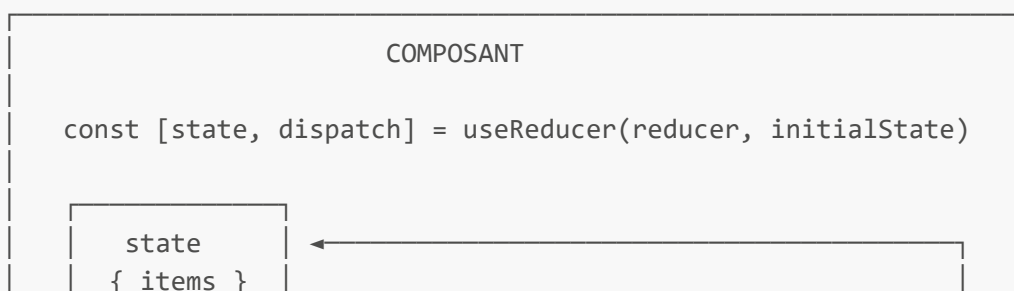 COMPOSANT
const [state, dispatch] = useReducer(reducer, initialState)
state
{ items }